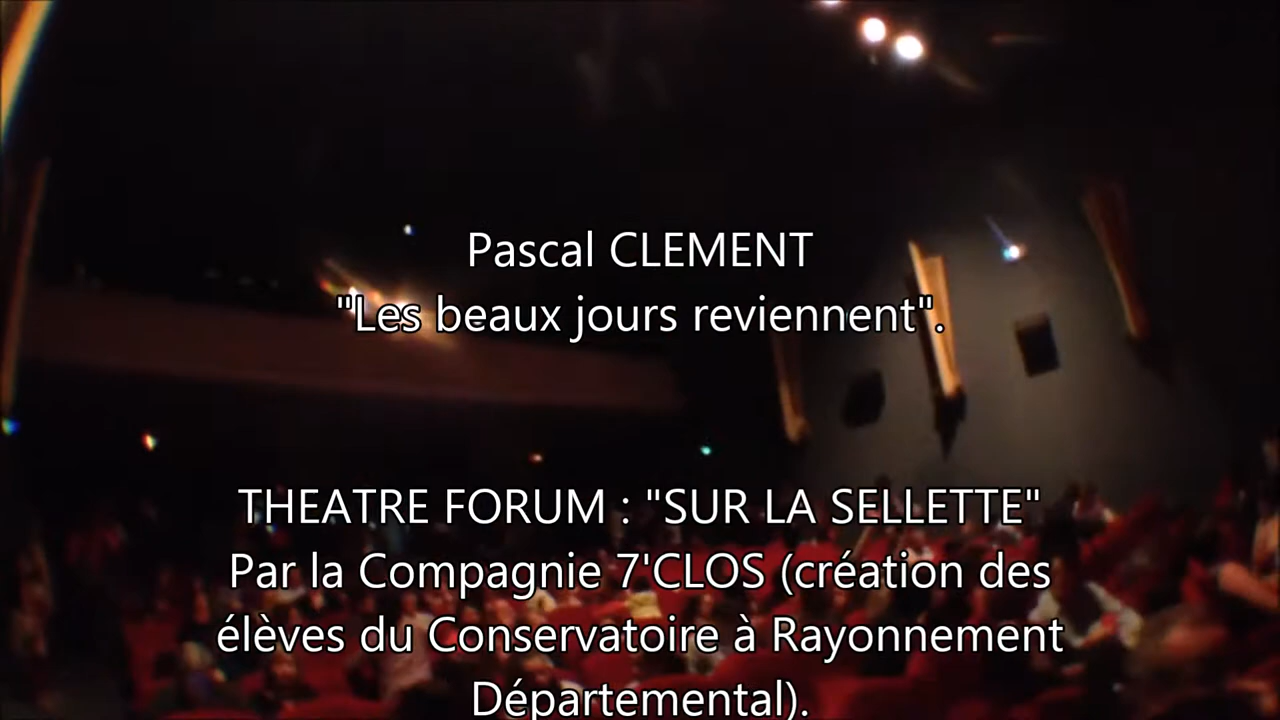 Pascal CLEMENT
"Les beaux jours reviennent".
THEATRE FORUM : "SUR LA SELLETTE"
Par la Compagnie 7'CLOS (création des
élèves du Conservatoire à Rayonnement
Départemental).